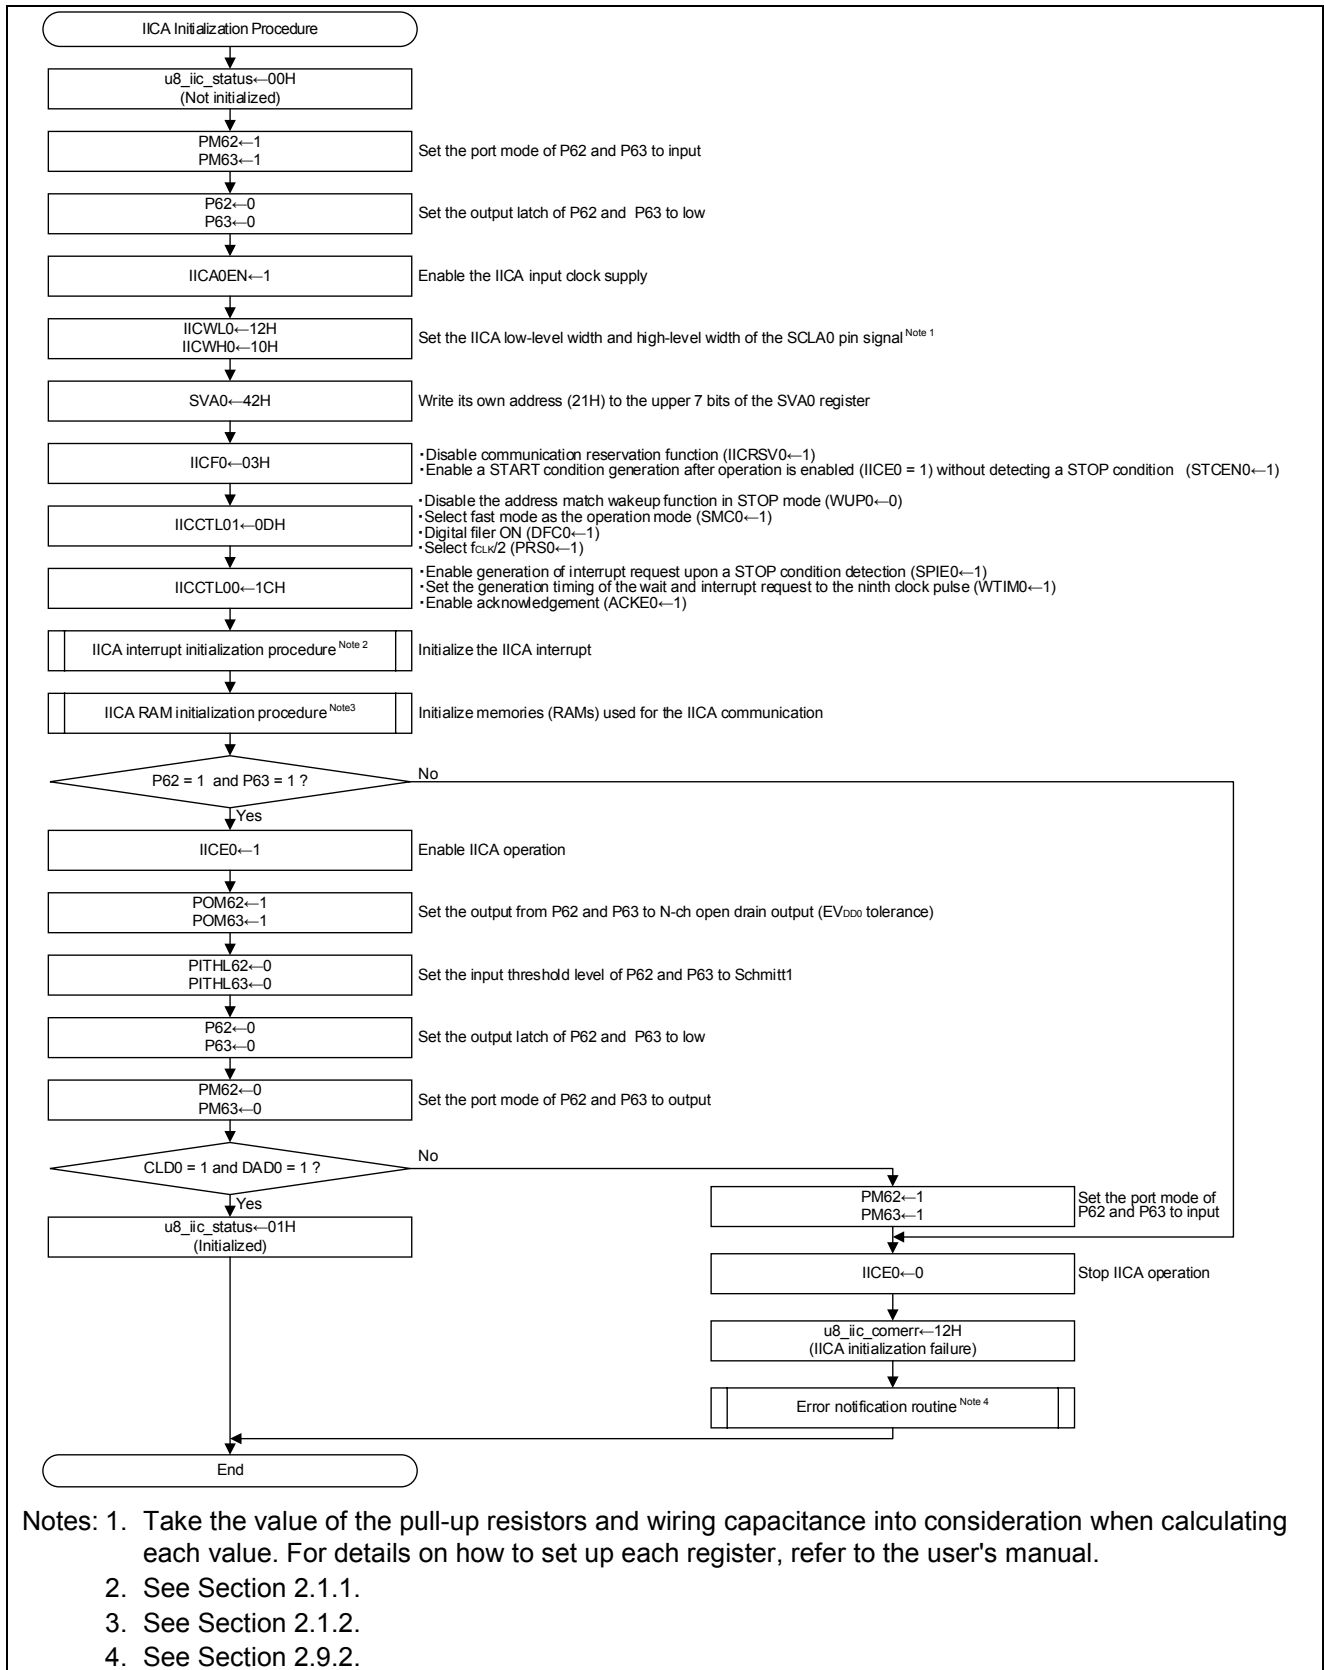 IICA Initialization Procedure
u8_iic_status←00H
(Not initialized)
PM62←1
PM63←1
Set the port mode of P62 and P63 to input
P62←0
P63←0
Set the output latch of P62 and P63 to low
IICA0EN←1
Enable the IICA input clock supply
IICWL0←12H
IICWH0←10H
Set the IICA low-level width and high-level width of the SCLA0 pin signal Note 1
SVA0←42H
Write its own address (21H) to the upper 7 bits of the SVA0 register
IICF0←03H
・Disable communication reservation function (IICRSV0←1)
・Enable a START condition generation after operation is enabled (IICE0 = 1) without detecting a STOP condition (STCEN0←1)
IICCTL01←0DH
・Disable the address match wakeup function in STOP mode (WUP0←0)
・Select fast mode as the operation mode (SMC0←1)
・Digital filer ON (DFC0←1)
・Select fCLK/2 (PRS0←1)
IICCTL00←1CH
・Enable generation of interrupt request upon a STOP condition detection (SPIE0←1)
・Set the generation timing of the wait and interrupt request to the ninth clock pulse (WTIM0←1)
・Enable acknowledgement (ACKE0←1)
IICA interrupt initialization procedure Note 2
Initialize the IICA interrupt
IICA RAM initialization procedure Note3
Initialize memories (RAMs) used for the IICA communication
P62 = 1 and P63 = 1 ?
No
Yes
IICE0←1
Enable IICA operation
POM62←1
POM63←1
Set the output from P62 and P63 to N-ch open drain output (EVDD0 tolerance)
PITHL62←0
PITHL63←0
Set the input threshold level of P62 and P63 to Schmitt1
P62←0
P63←0
Set the output latch of P62 and P63 to low
PM62←0
PM63←0
Set the port mode of P62 and P63 to output
CLD0 = 1 and DAD0 = 1 ?
No
Yes
u8_iic_status←01H
(Initialized)
PM62←1
PM63←1
Set the port mode of
P62 and P63 to input
IICE0←0
Stop IICA operation
u8_iic_comerr←12H
(IICA initialization failure)
Error notification routine Note 4
End
Notes: 1. Take the value of the pull-up resistors and wiring capacitance into consideration when calculating
each value. For details on how to set up each register, refer to the user's manual.
2. See Section 2.1.1.
3. See Section 2.1.2.
4. See Section 2.9.2.